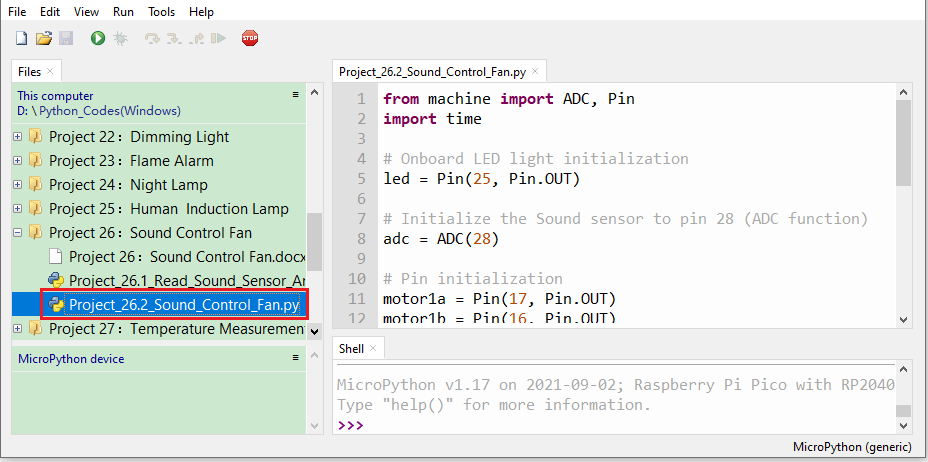 File Edit View Run Tools Help
STOP
Files ×
This computer
D: \ Python_Codes(Windows)
Project 22：Dimming Light
Project 23：Flame Alarm
Project 24：Night Lamp
Project 25：Human  Induction Lamp
Project 26：Sound Control Fan
Project 26：Sound Control Fan.docx
Project_26.1_Read_Sound_Sensor_Ar
Project_26.2_Sound_Control_Fan.py
Project 27：Temperature Measuremen
MicroPython device
Project_26.2_Sound_Control_Fan.py ×
1 from machine import ADC, Pin
2 import time
3
4 # Onboard LED light initialization
5 led = Pin(25, Pin.OUT)
6
7 # Initialize the Sound sensor to pin 28 (ADC function)
8 adc = ADC(28)
9
10 # Pin initialization
11 motor1a = Pin(17, Pin.OUT)
12 motor1b = Pin(16, Pin.OUT)
Shell ×
MicroPython v1.17 on 2021-09-02; Raspberry Pi Pico with RP2040
Type "help()" for more information.
>>>
MicroPython (generic)